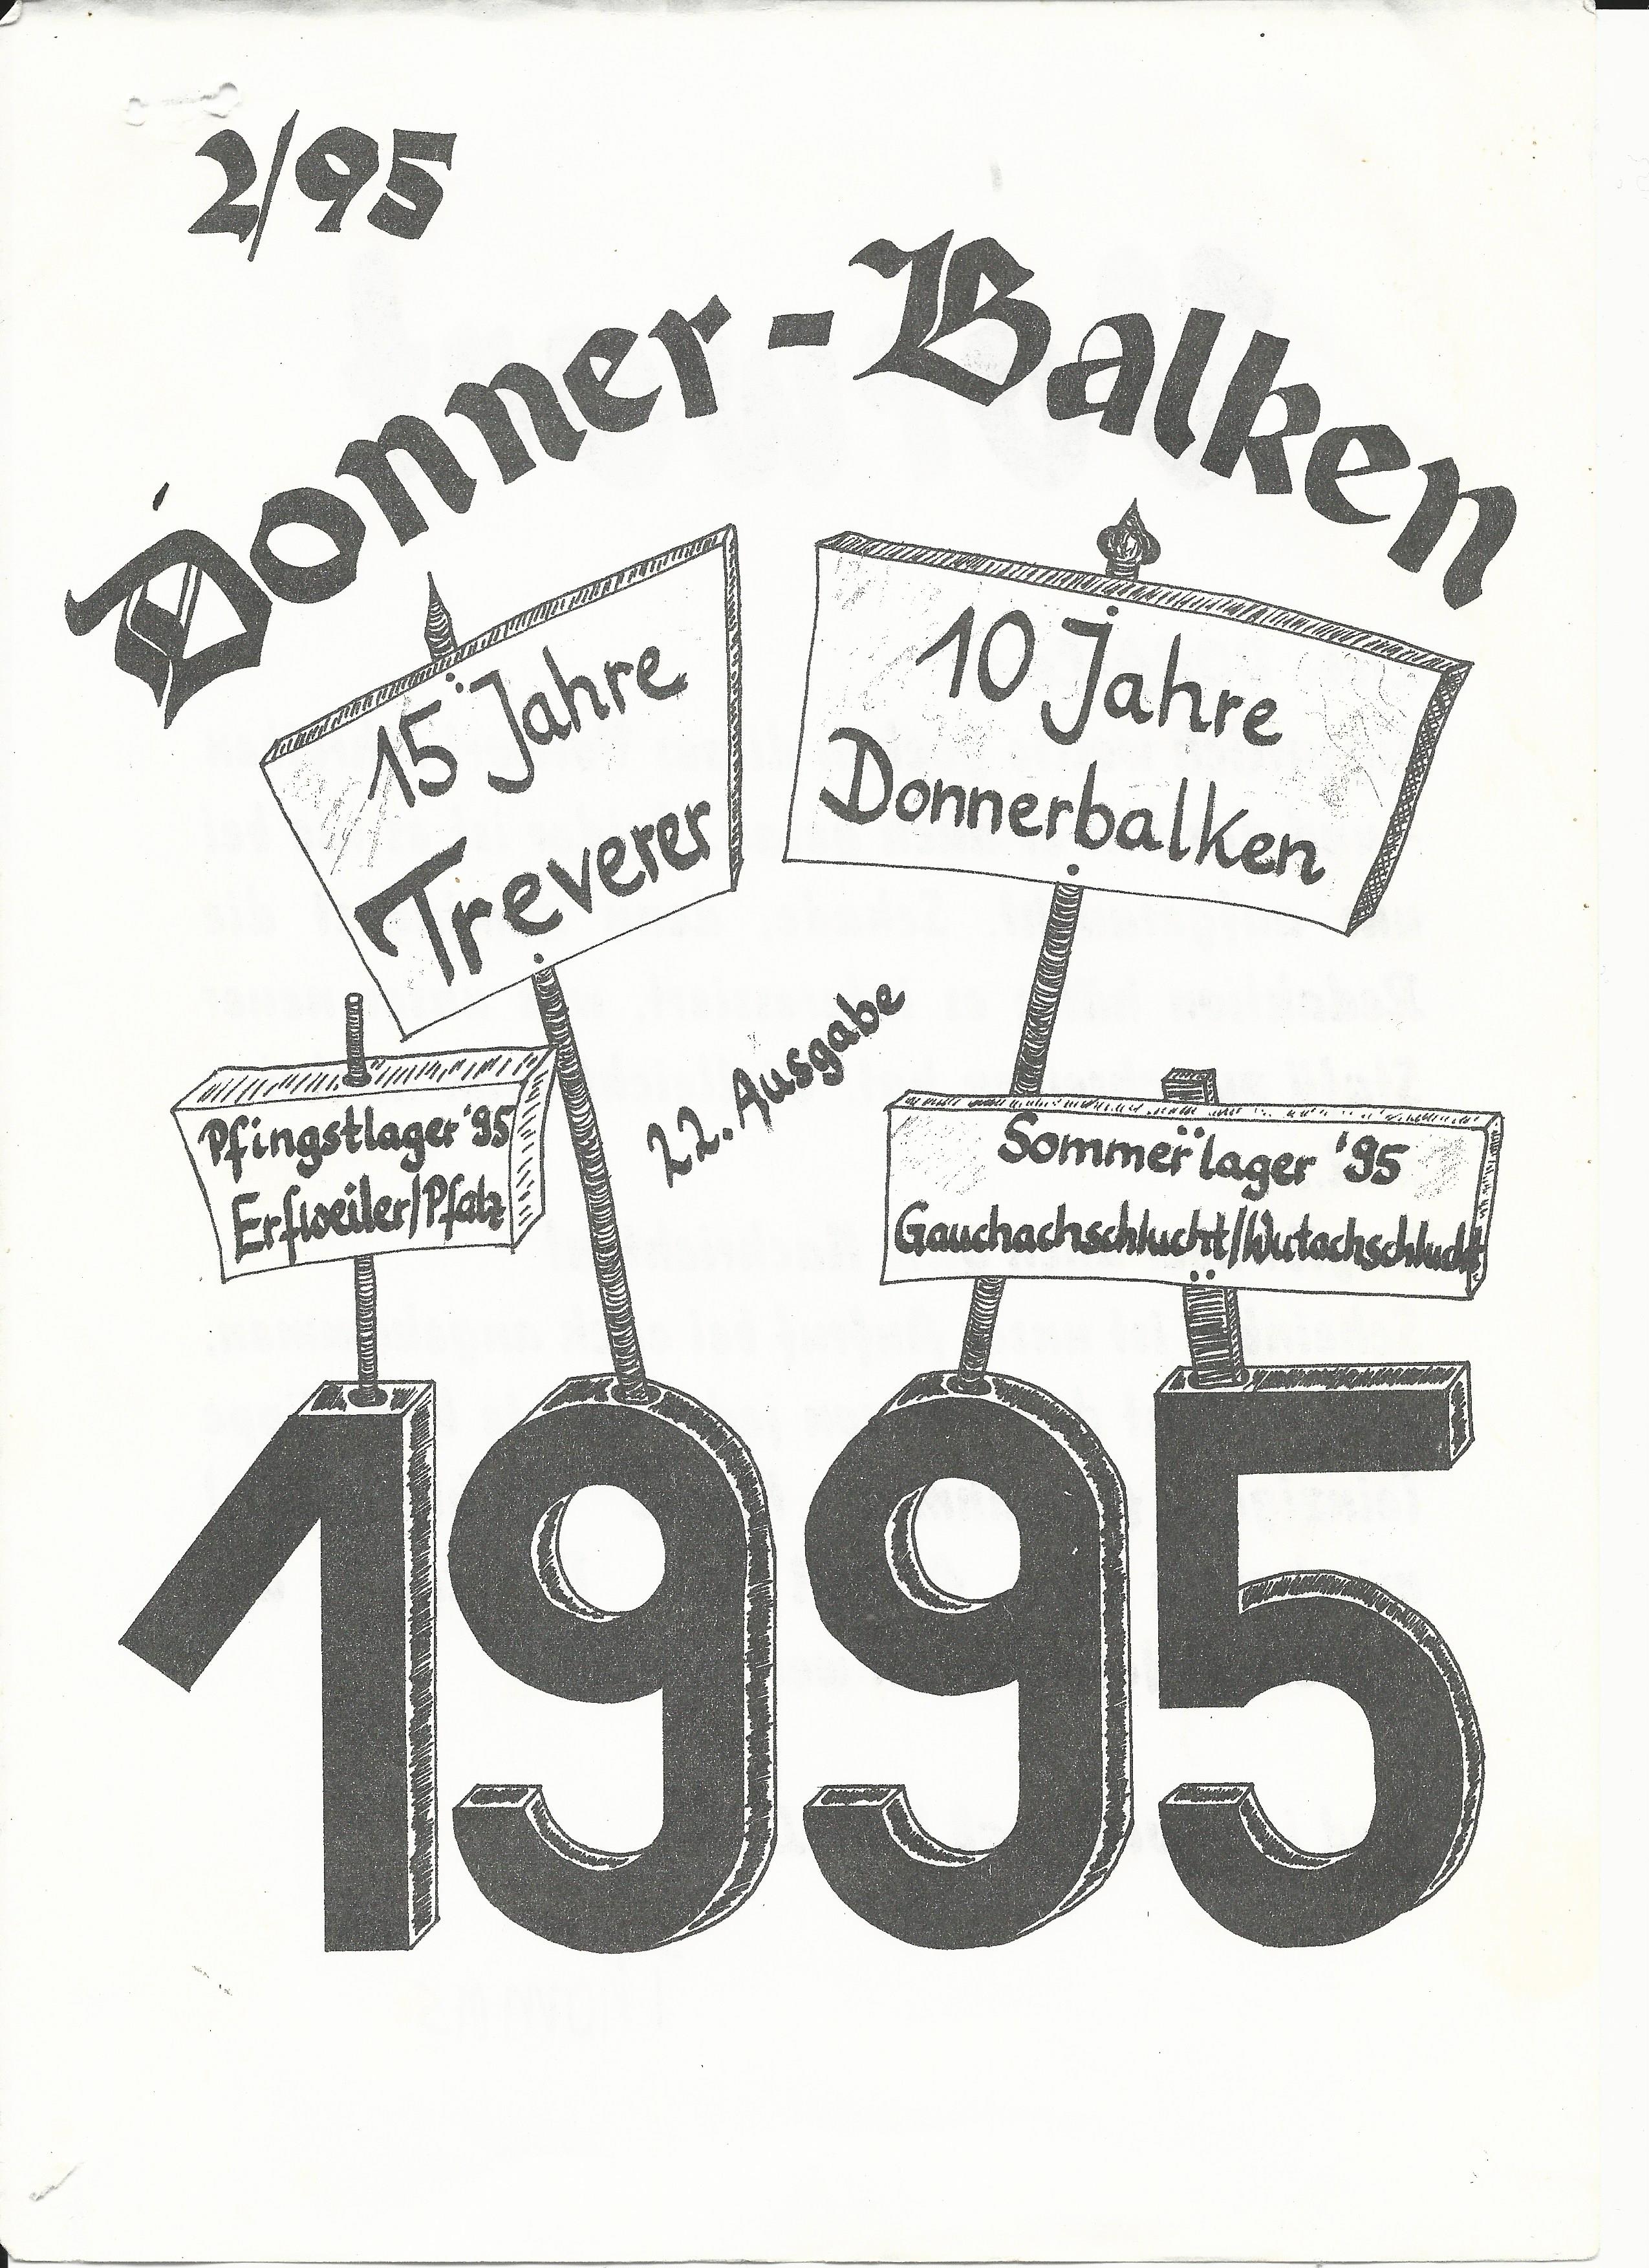 2/95
Donner-Balken
15 Jahre
Treverer
10 Jahre
Donnerbalken
22. Ausgabe
Pfingstlager '95
Erfweiler/Pfalz
Sommerlager '95
Gauchachschlucht/Wutachschlucht
1995